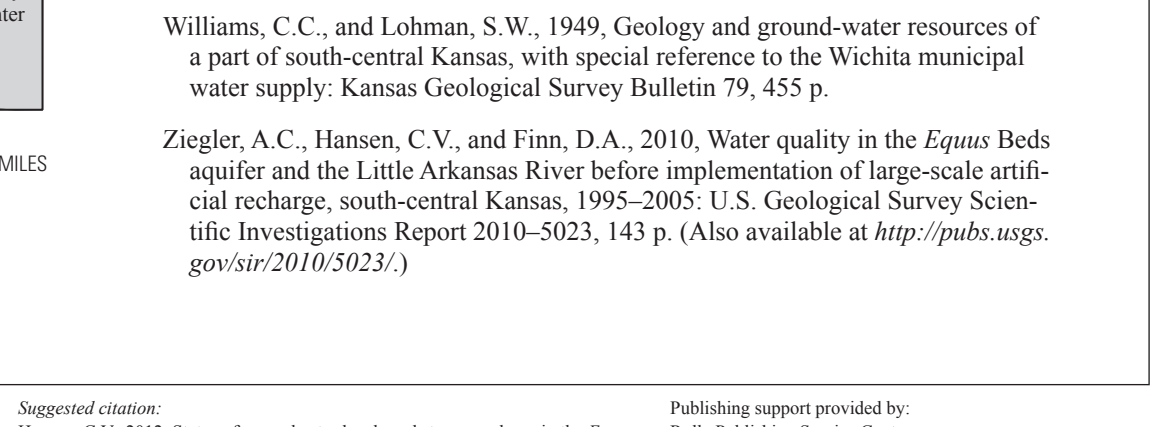 nter
Williams, C.C., and Lohman, S.W., 1949, Geology and ground-water resources of
a part of south-central Kansas, with special reference to the Wichita municipal
water supply: Kansas Geological Survey Bulletin 79, 455 p.
Ziegler, A.C., Hansen, C.V., and Finn, D.A., 2010, Water quality in the Equus Beds
MILES
aquifer and the Little Arkansas River before implementation of large-scale artifi-
cial recharge, south-central Kansas, 1995–2005: U.S. Geological Survey Scien-
tific Investigations Report 2010–5023, 143 p. (Also available at http://pubs.usgs.
gov/sir/2010/5023/.)
Suggested citation:
Publishing support provided by: